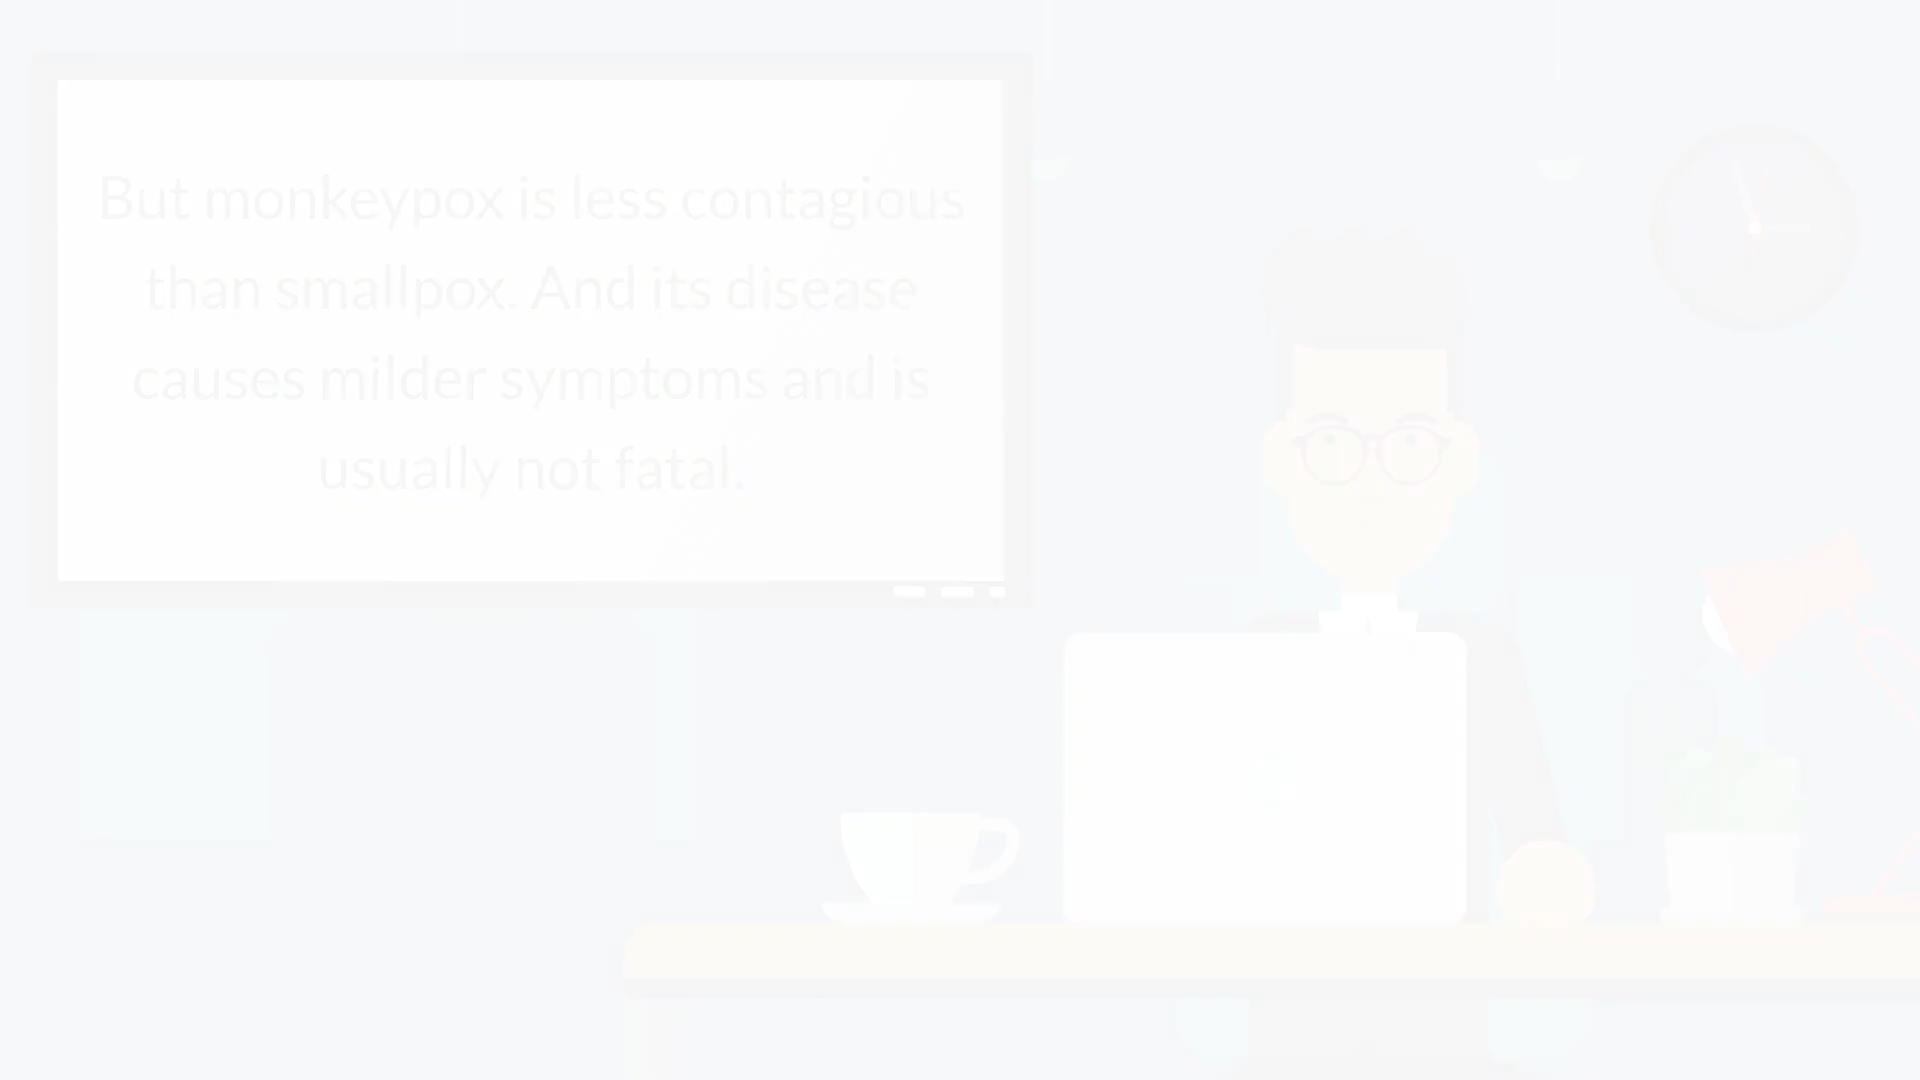 But monkeypox is less contagious
than smallpox. And its disease
causes milder symptoms and is
usually not fatal.